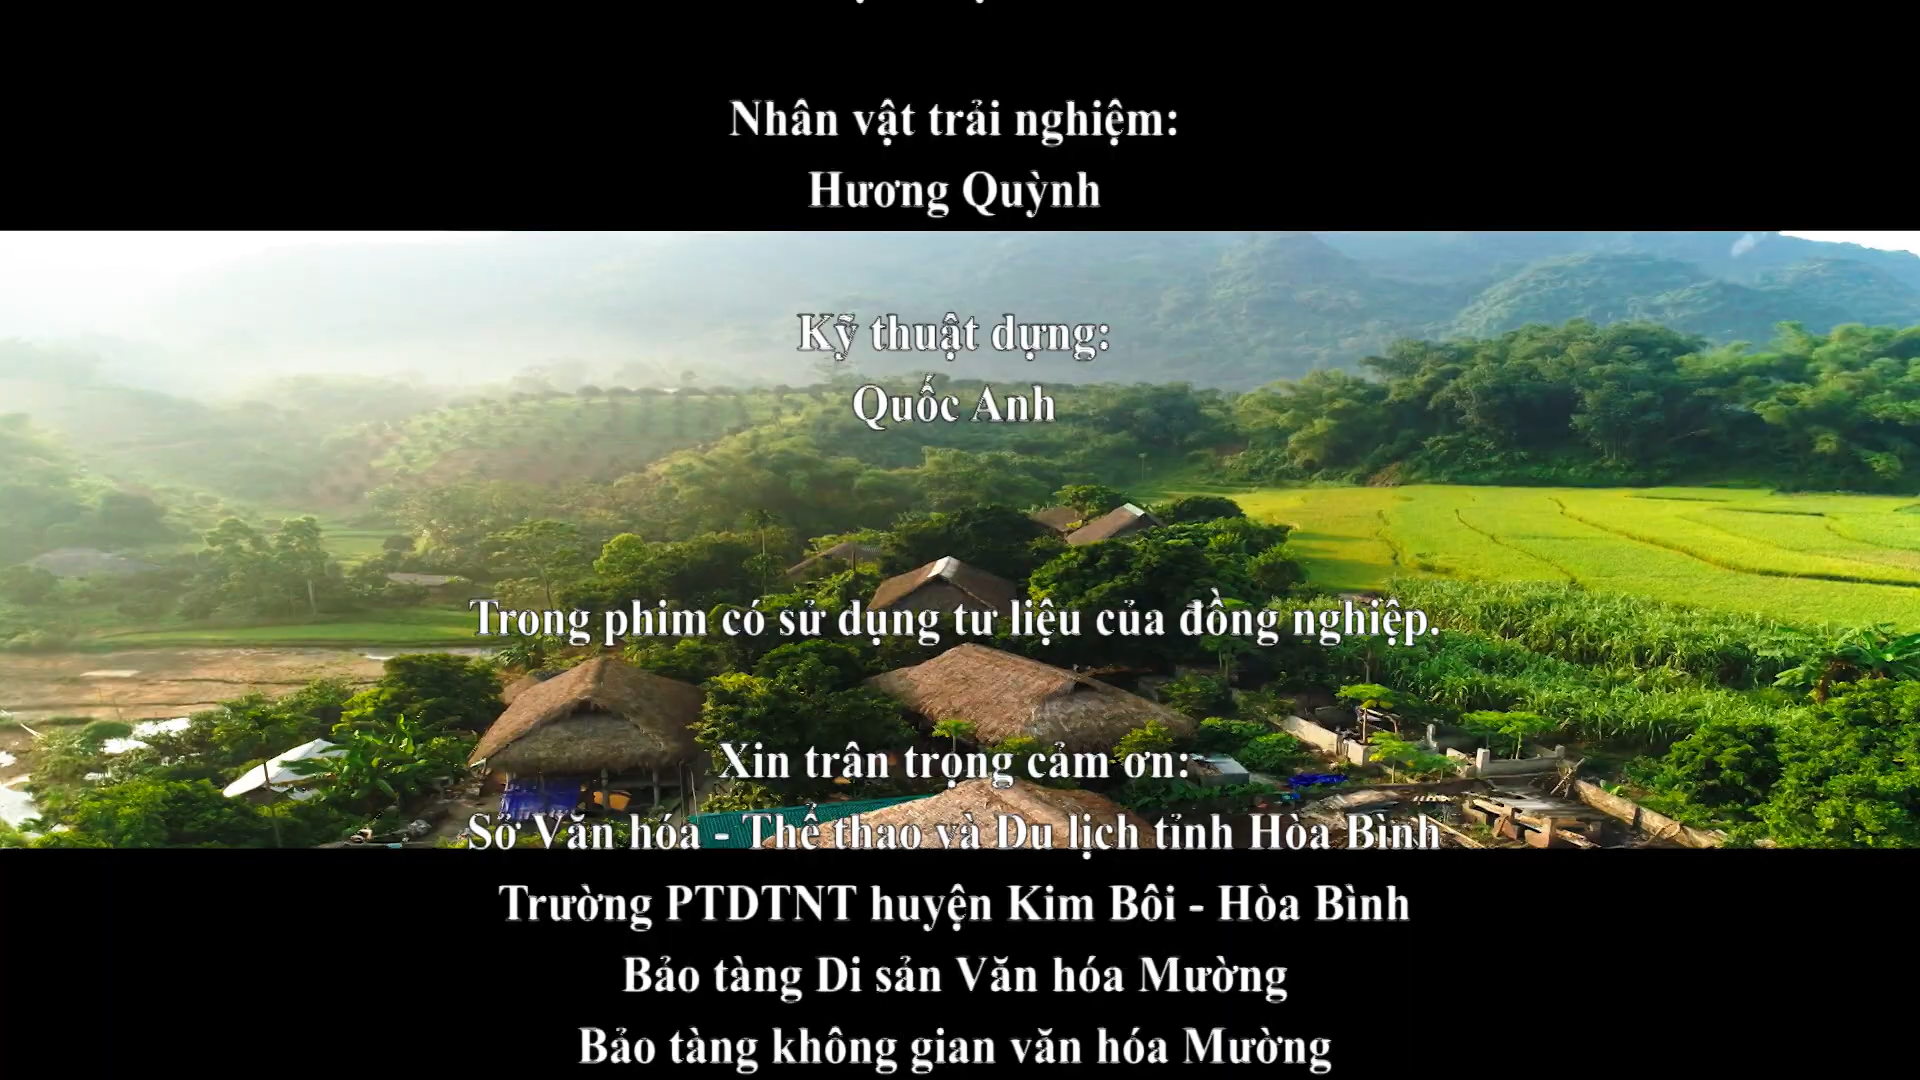 Nhân vật trải nghiệm:
Hương Quỳnh
Kỹ thuật dựng:
Quốc Anh
Trong phim có sử dụng tư liệu của đồng nghiệp.
Xin trân trọng cảm ơn:
Sở Văn hóa - Thể thao và Du lịch tỉnh Hòa Bình
Trường PTDTNT huyện Kim Bôi - Hòa Bình
Bảo tàng Di sản Văn hóa Mường
Bảo tàng không gian văn hóa Mường